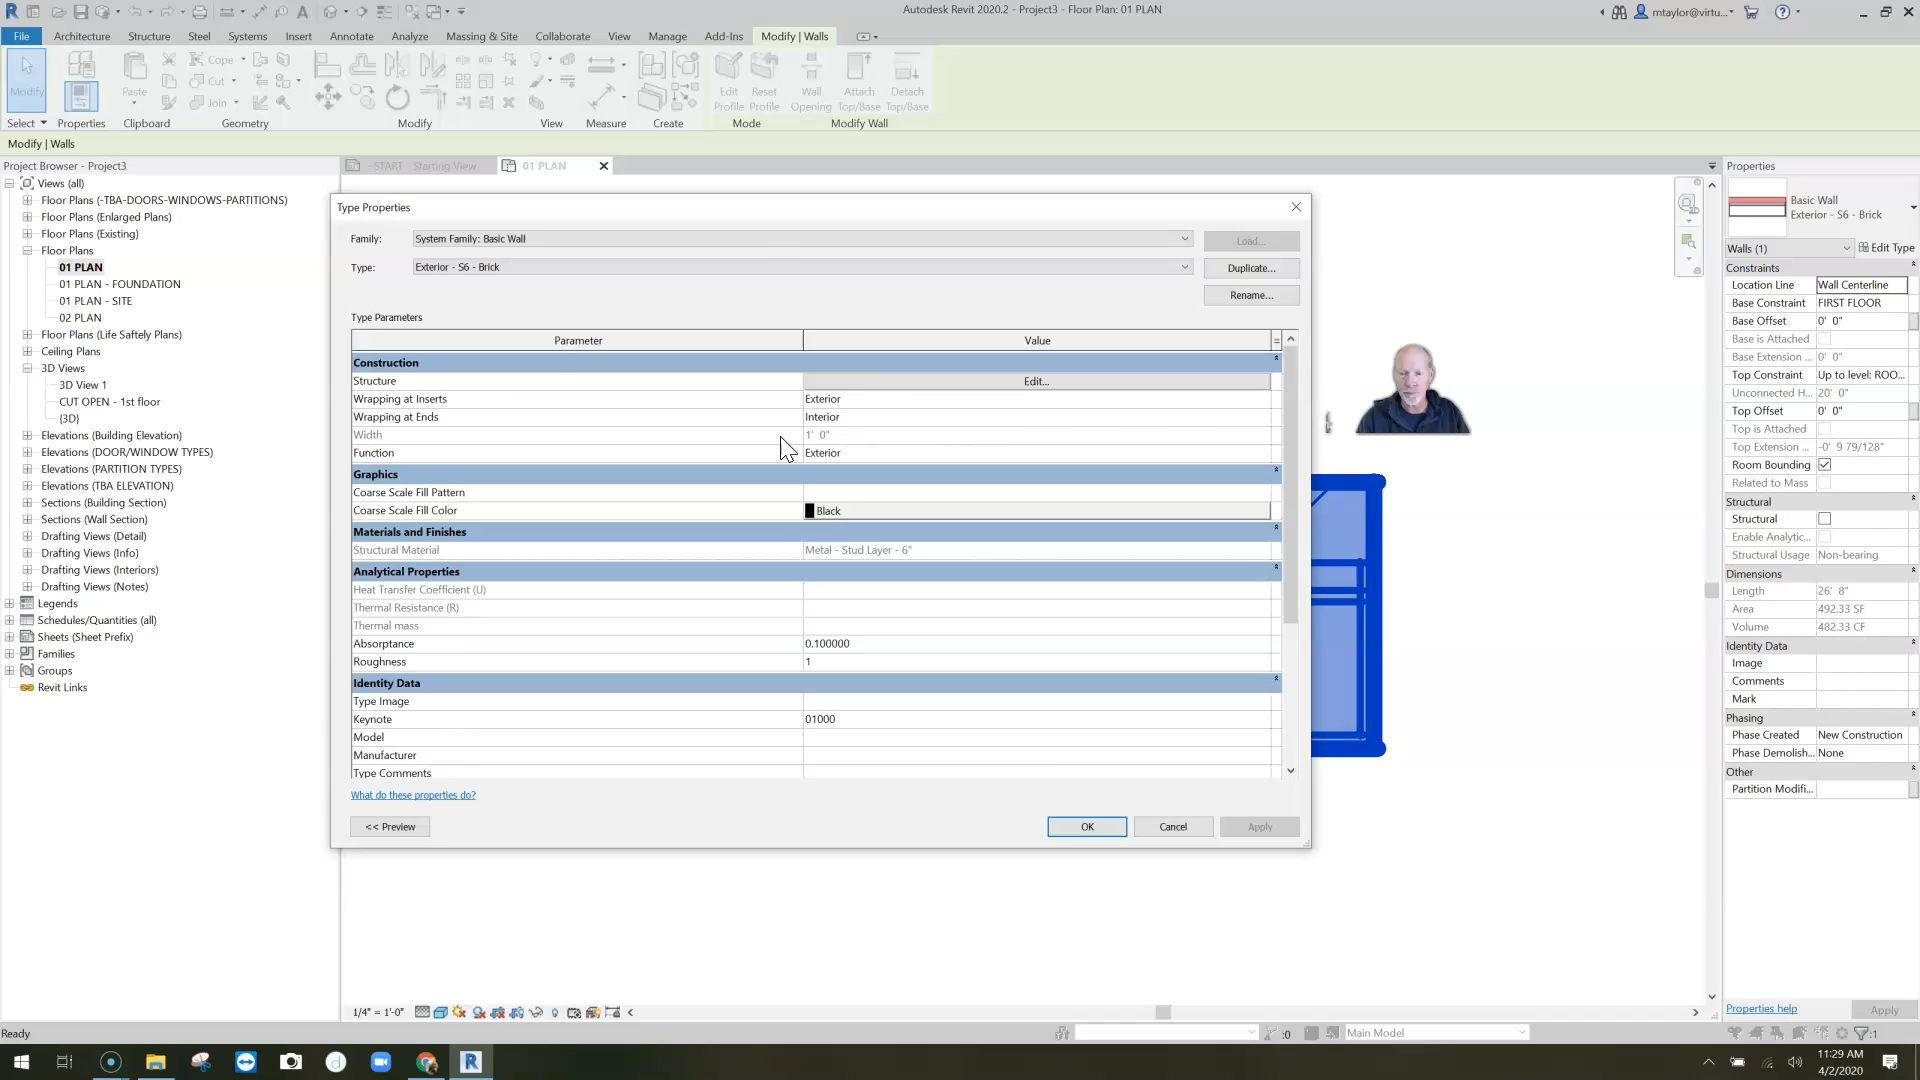 Autodesk Revit 2020.2 - Project3 - Floor Plan: 01 PLAN
mtaylor@virtu...
File Architecture Structure Steel Systems Insert Annotate Analyze Massing & Site Collaborate View Manage Add-Ins Modify | Walls
Modify Paste Cope Cut Join
Edit Profile Reset Profile Wall Opening Attach Top/Base Detach Top/Base
Select Properties Clipboard Geometry Modify View Measure Create Mode Modify Wall
Modify | Walls
Project Browser - Project3
START - Starting View
01 PLAN
Properties
Views (all)
Floor Plans (-TBA-DOORS-WINDOWS-PARTITIONS)
Floor Plans (Enlarged Plans)
Floor Plans (Existing)
Floor Plans
01 PLAN
01 PLAN - FOUNDATION
01 PLAN - SITE
02 PLAN
Floor Plans (Life Saftely Plans)
Ceiling Plans
3D Views
3D View 1
CUT OPEN - 1st floor
{3D}
Elevations (Building Elevation)
Elevations (DOOR/WINDOW TYPES)
Elevations (PARTITION TYPES)
Elevations (TBA ELEVATION)
Sections (Building Section)
Sections (Wall Section)
Drafting Views (Detail)
Drafting Views (Info)
Drafting Views (Interiors)
Drafting Views (Notes)
Legends
Schedules/Quantities (all)
Sheets (Sheet Prefix)
Families
Groups
Revit Links
Type Properties
Family: System Family: Basic Wall Load...
Type: Exterior - S6 - Brick Duplicate...
Rename...
Type Parameters
Parameter Value =
Construction
Structure Edit...
Wrapping at Inserts Exterior
Wrapping at Ends Interior
Width 1' 0"
Function Exterior
Graphics
Coarse Scale Fill Pattern
Coarse Scale Fill Color Black
Materials and Finishes
Structural Material Metal - Stud Layer - 6"
Analytical Properties
Heat Transfer Coefficient (U)
Thermal Resistance (R)
Thermal mass
Absorptance 0.100000
Roughness 1
Identity Data
Type Image
Keynote 01000
Model
Manufacturer
Type Comments
What do these properties do?
<< Preview OK Cancel Apply
Basic Wall
Exterior - S6 - Brick
Walls (1) Edit Type
Constraints
Location Line Wall Centerline
Base Constraint FIRST FLOOR
Base Offset 0' 0"
Base is Attached
Base Extension ... 0' 0"
Top Constraint Up to level: ROO...
Unconnected H... 20' 0"
Top Offset 0' 0"
Top is Attached
Top Extension ... -0' 9 79/128"
Room Bounding
Related to Mass
Structural
Structural
Enable Analytic...
Structural Usage Non-bearing
Dimensions
Length 26' 8"
Area 492.33 SF
Volume 482.33 CF
Identity Data
Image
Comments
Mark
Phasing
Phase Created New Construction
Phase Demolish... None
Other
Partition Modifi...
Properties help Apply
1/4" = 1'-0"
Ready
:0 Main Model :1
11:29 AM
4/2/2020